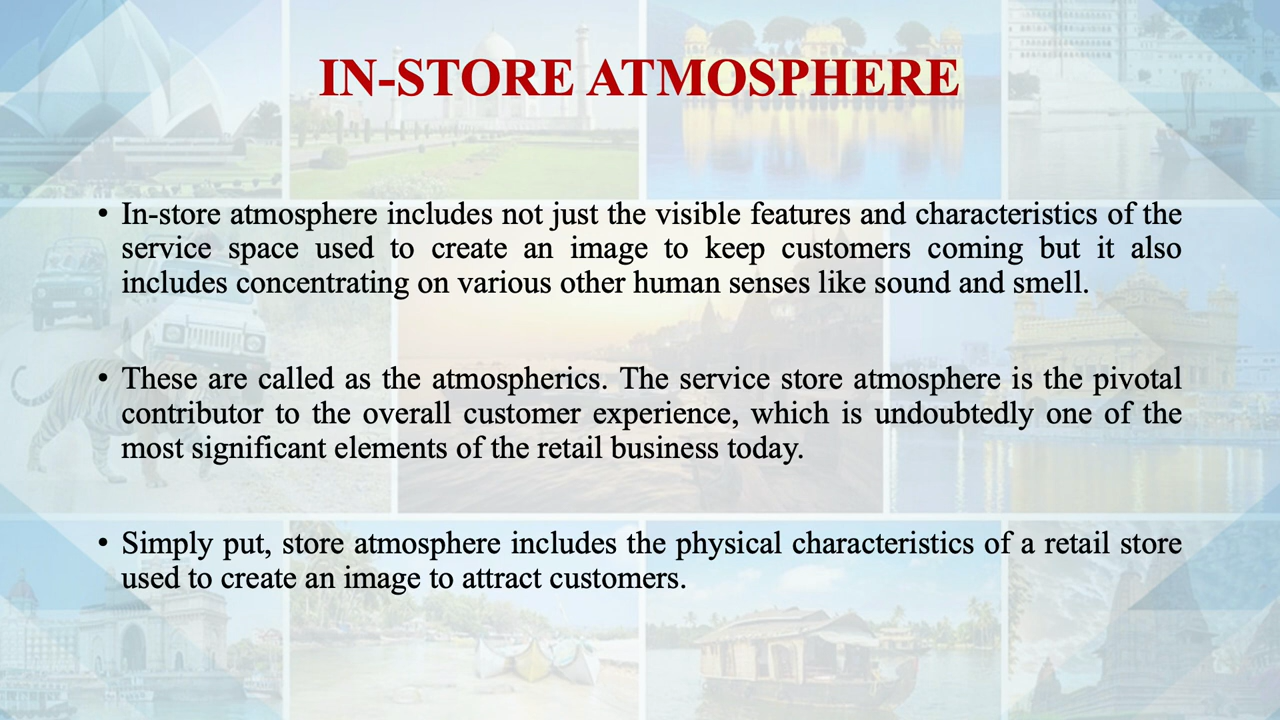 IN-STORE ATMOSPHERE
• In-store atmosphere includes not just the visible features and characteristics of the
service space used to create an image to keep customers coming but it also
includes concentrating on various other human senses like sound and smell.
• These are called as the atmospherics. The service store atmosphere is the pivotal
contributor to the overall customer experience, which is undoubtedly one of the
most significant elements of the retail business today.
• Simply put, store atmosphere includes the physical characteristics of a retail store
used to create an image to attract customers.